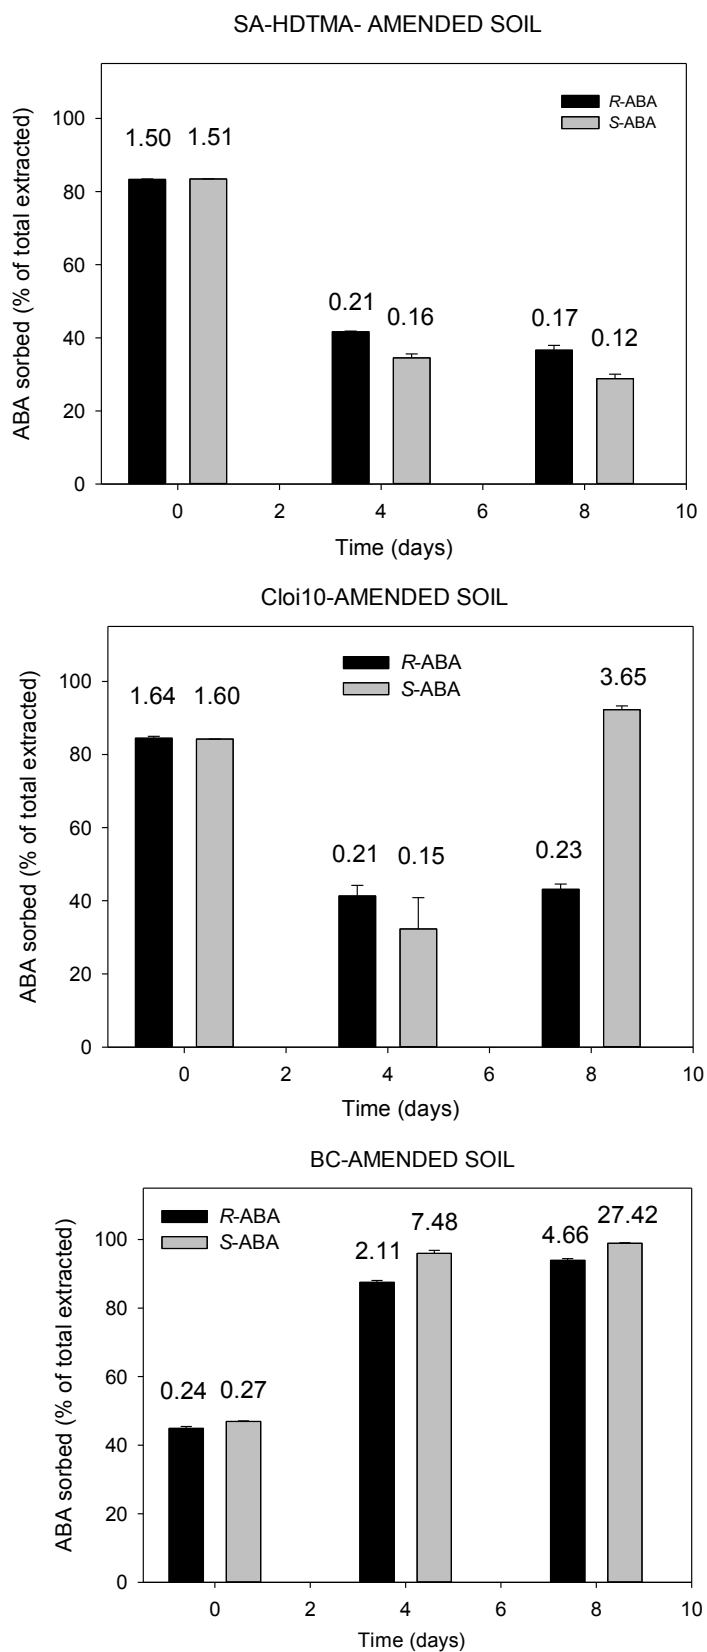 SA-HDTMA- AMENDED SOIL
ABA sorbed (% of total extracted)
100
80
60
40
20
0
R-ABA
S-ABA
1.50 1.51
0.21 0.16
0.17 0.12
0 2 4 6 8 10
Time (days)
Cloi10-AMENDED SOIL
ABA sorbed (% of total extracted)
100
80
60
40
20
0
R-ABA
S-ABA
1.64 1.60
0.21 0.15
0.23 3.65
0 2 4 6 8 10
Time (days)
BC-AMENDED SOIL
ABA sorbed (% of total extracted)
100
80
60
40
20
0
R-ABA
S-ABA
0.24 0.27
2.11 7.48
4.66 27.42
0 2 4 6 8 10
Time (days)